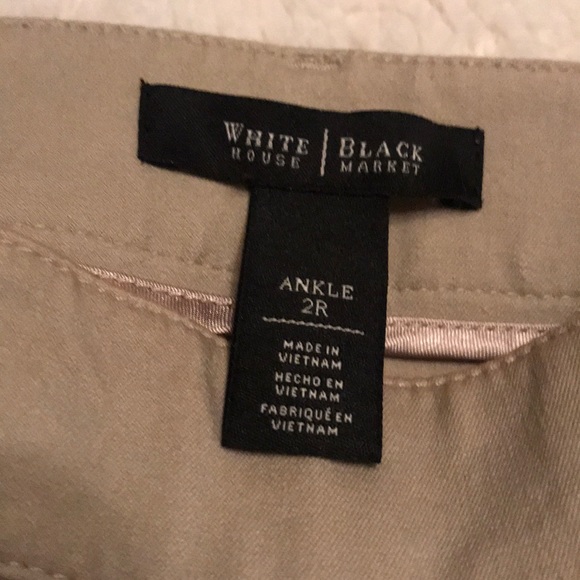 WHITE | BLACK
HOUSE | MARKET
ANKLE
2R
MADE IN
VIETNAM
HECHO EN
VIETNAM
FABRIQUÉ EN
VIETNAM